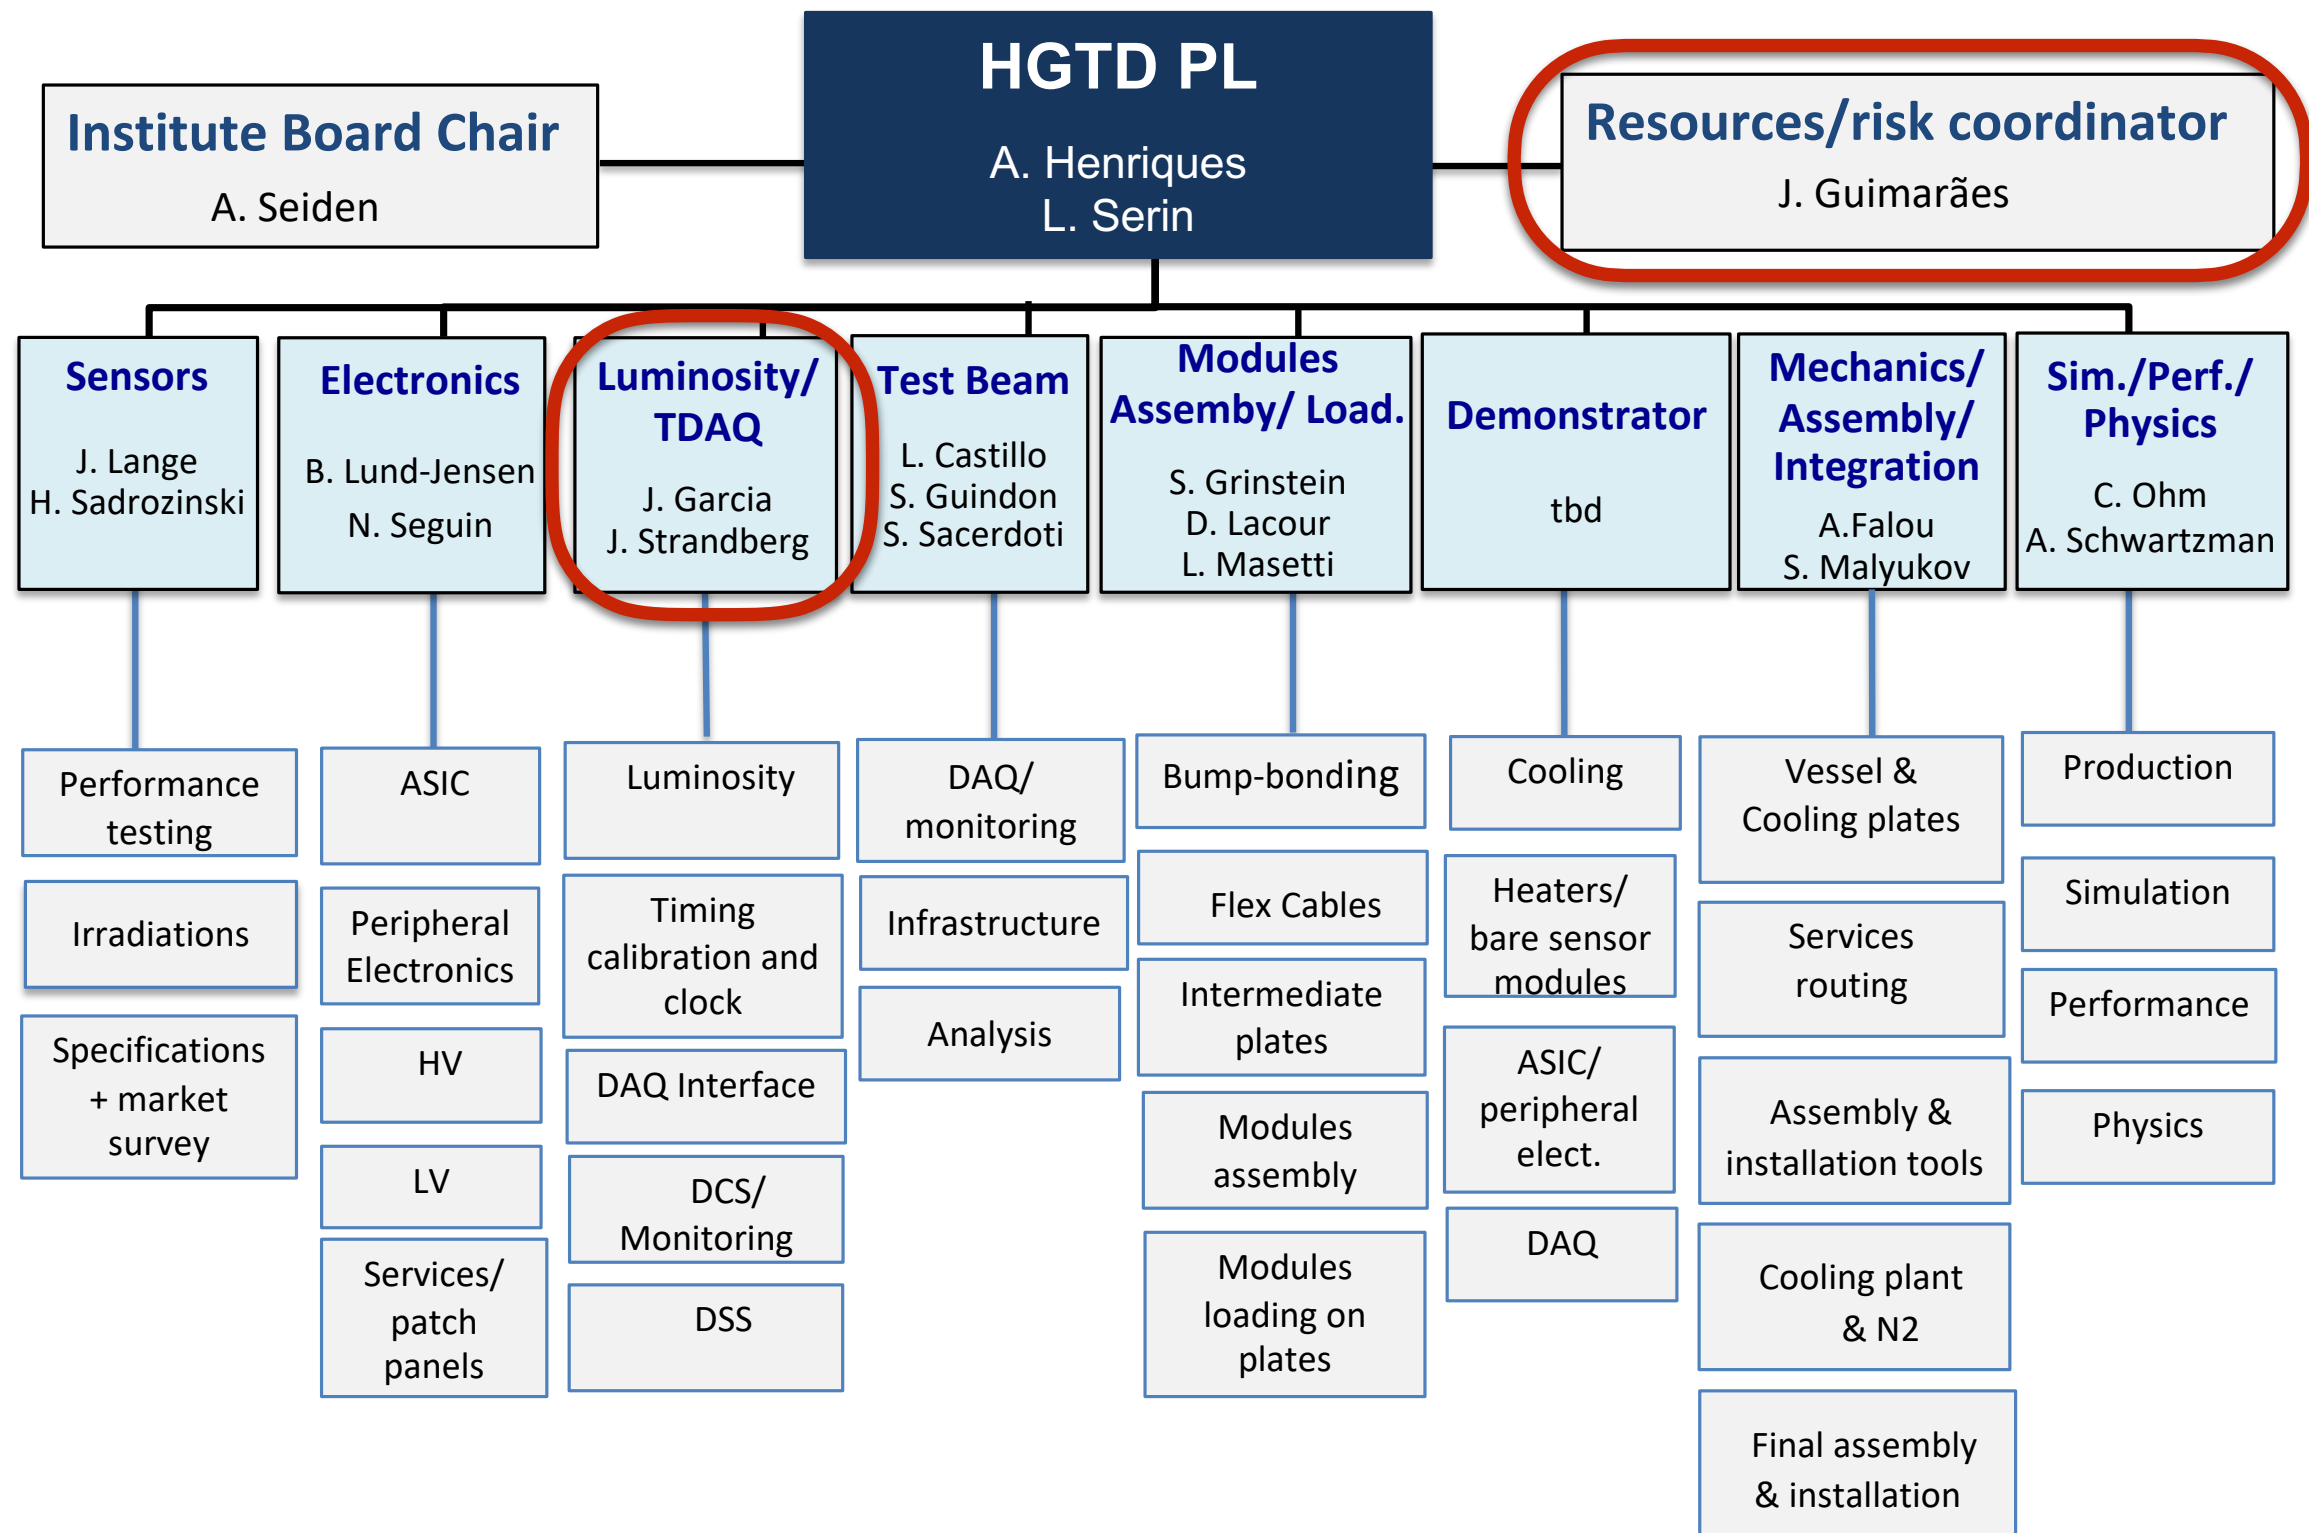 HGTD PL
A. Henriques
L. Serin
Institute Board Chair
A. Seiden
Resources/risk coordinator
J. Guimarães
Sensors
J. Lange
H. Sadrozinski
Electronics
B. Lund-Jensen
N. Seguin
Luminosity/
TDAQ
J. Garcia
J. Strandberg
Test Beam
L. Castillo
S. Guindon
S. Sacerdoti
Modules
Assemby/ Load.
S. Grinstein
D. Lacour
L. Masetti
Demonstrator
tbd
Mechanics/
Assembly/
Integration
A.Falou
S. Malyukov
Sim./Perf./
Physics
C. Ohm
A. Schwartzman
Performance
testing
Irradiations
Specifications
+ market
survey
ASIC
Peripheral
Electronics
HV
LV
Services/
patch
panels
Luminosity
Timing
calibration and
clock
DAQ Interface
DCS/
Monitoring
DSS
DAQ/
monitoring
Infrastructure
Analysis
Bump-bonding
Flex Cables
Intermediate
plates
Modules
assembly
Modules
loading on
plates
Cooling
Heaters/
bare sensor
modules
ASIC/
peripheral
elect.
DAQ
Vessel &
Cooling plates
Services
routing
Assembly &
installation tools
Cooling plant
& N2
Final assembly
& installation
Production
Simulation
Performance
Physics